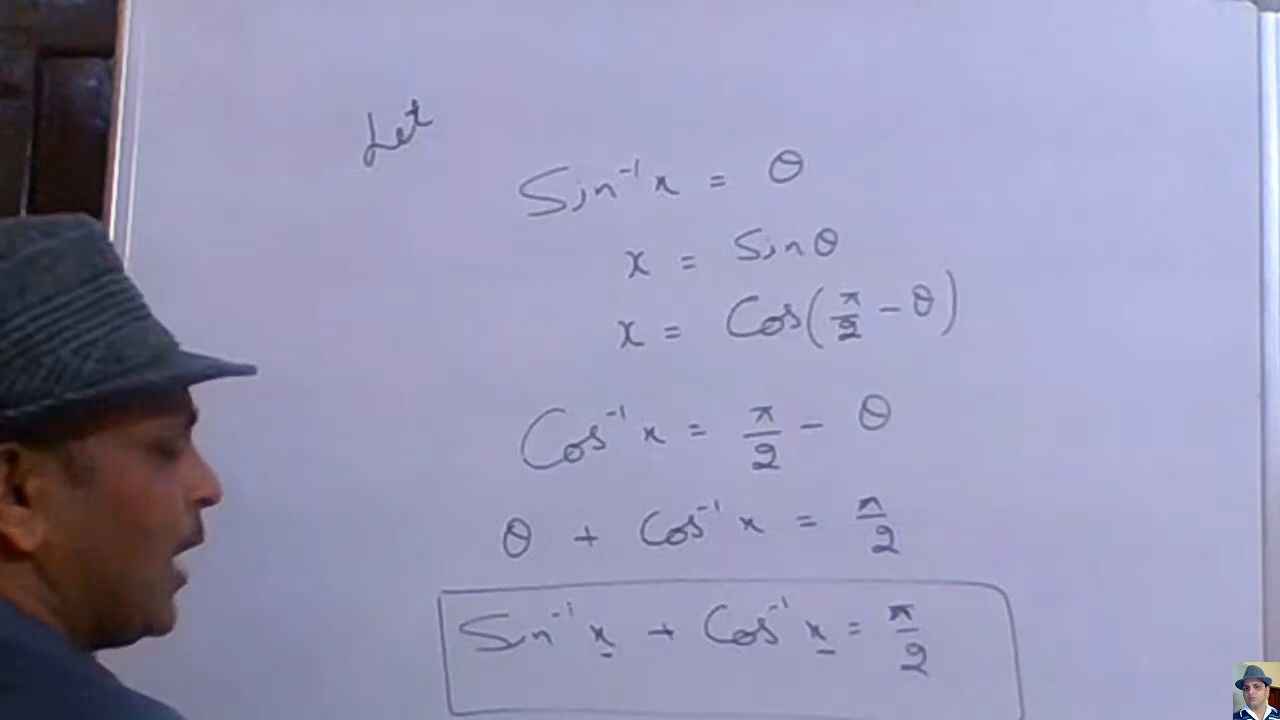 Let
Sin⁻¹x = θ
x = Sinθ
x = Cos(π/2 - θ)
Cos⁻¹x = π/2 - θ
θ + Cos⁻¹x = π/2
Sin⁻¹x + Cos⁻¹x = π/2